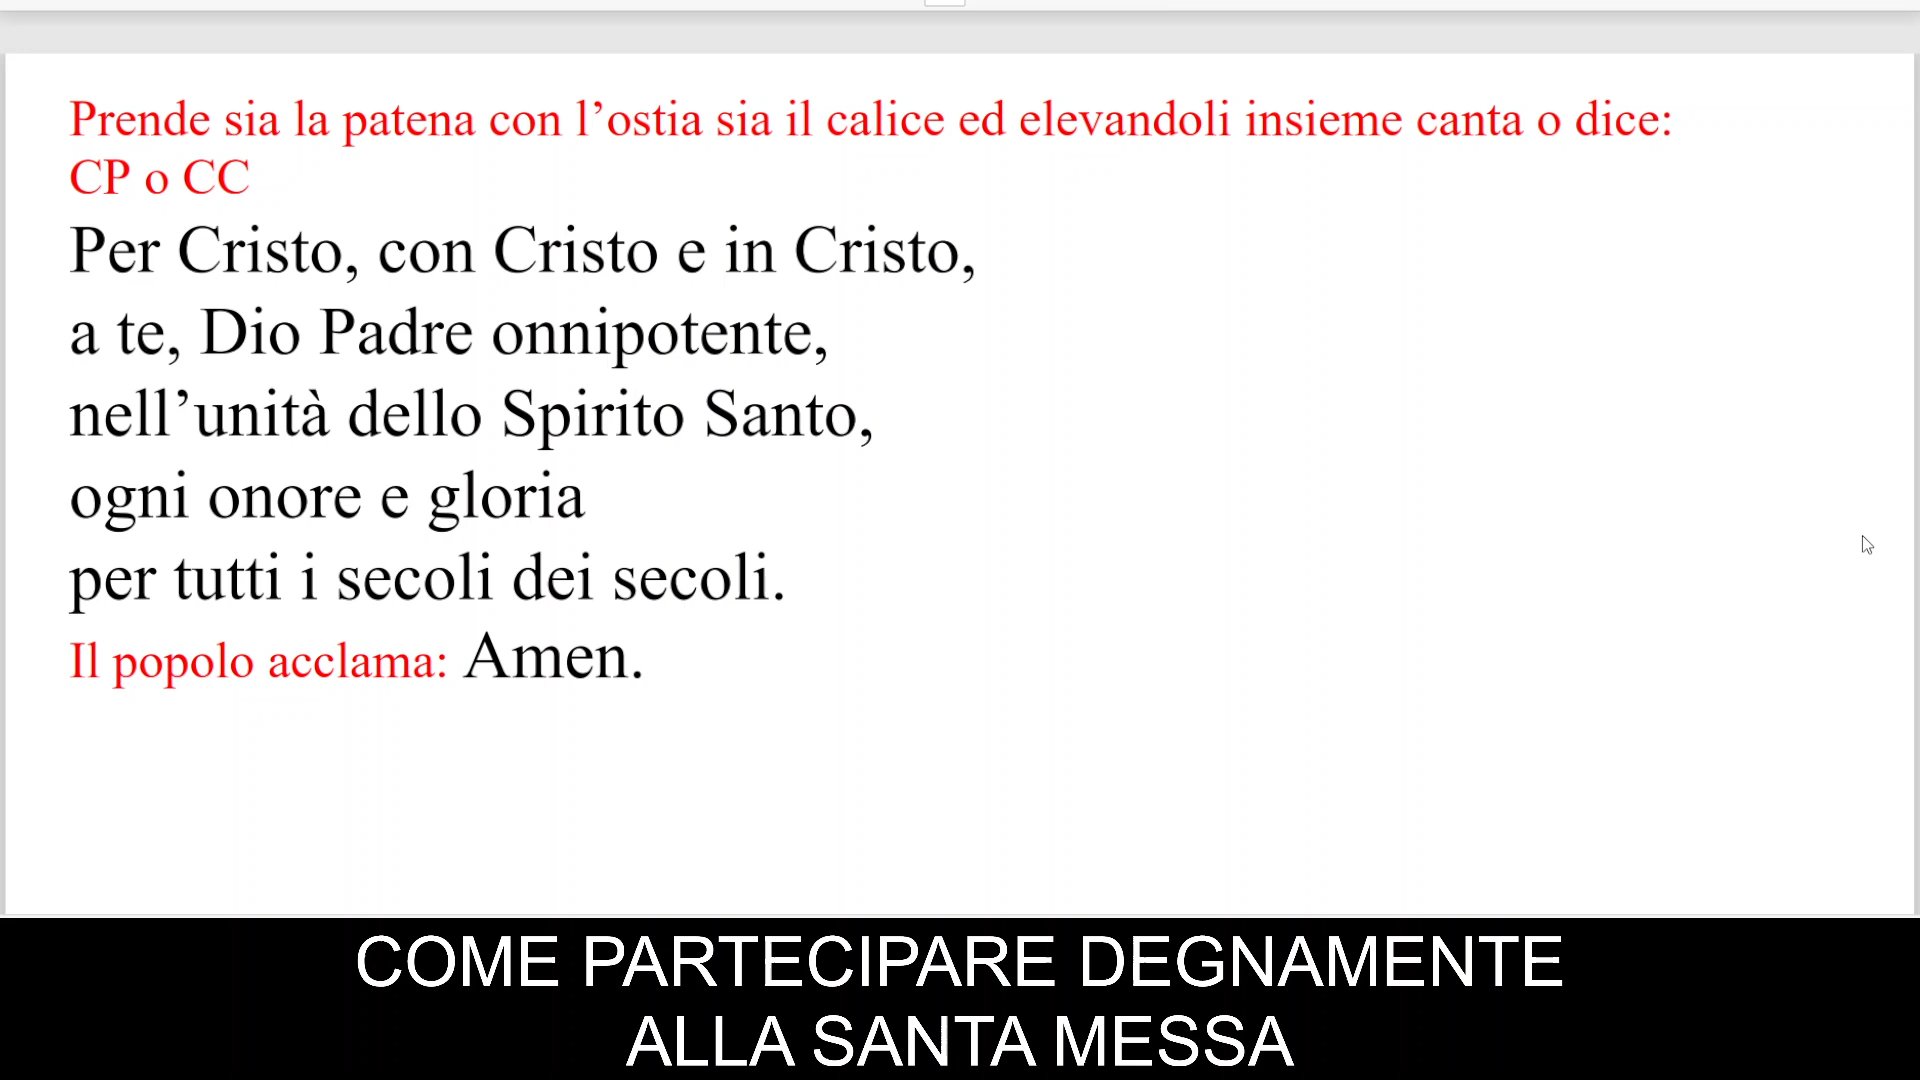 Prende sia la patena con l’ostia sia il calice ed elevandoli insieme canta o dice:
CP o CC
Per Cristo, con Cristo e in Cristo,
a te, Dio Padre onnipotente,
nell’unità dello Spirito Santo,
ogni onore e gloria
per tutti i secoli dei secoli.
Il popolo acclama: Amen.
COME PARTECIPARE DEGNAMENTE
ALLA SANTA MESSA